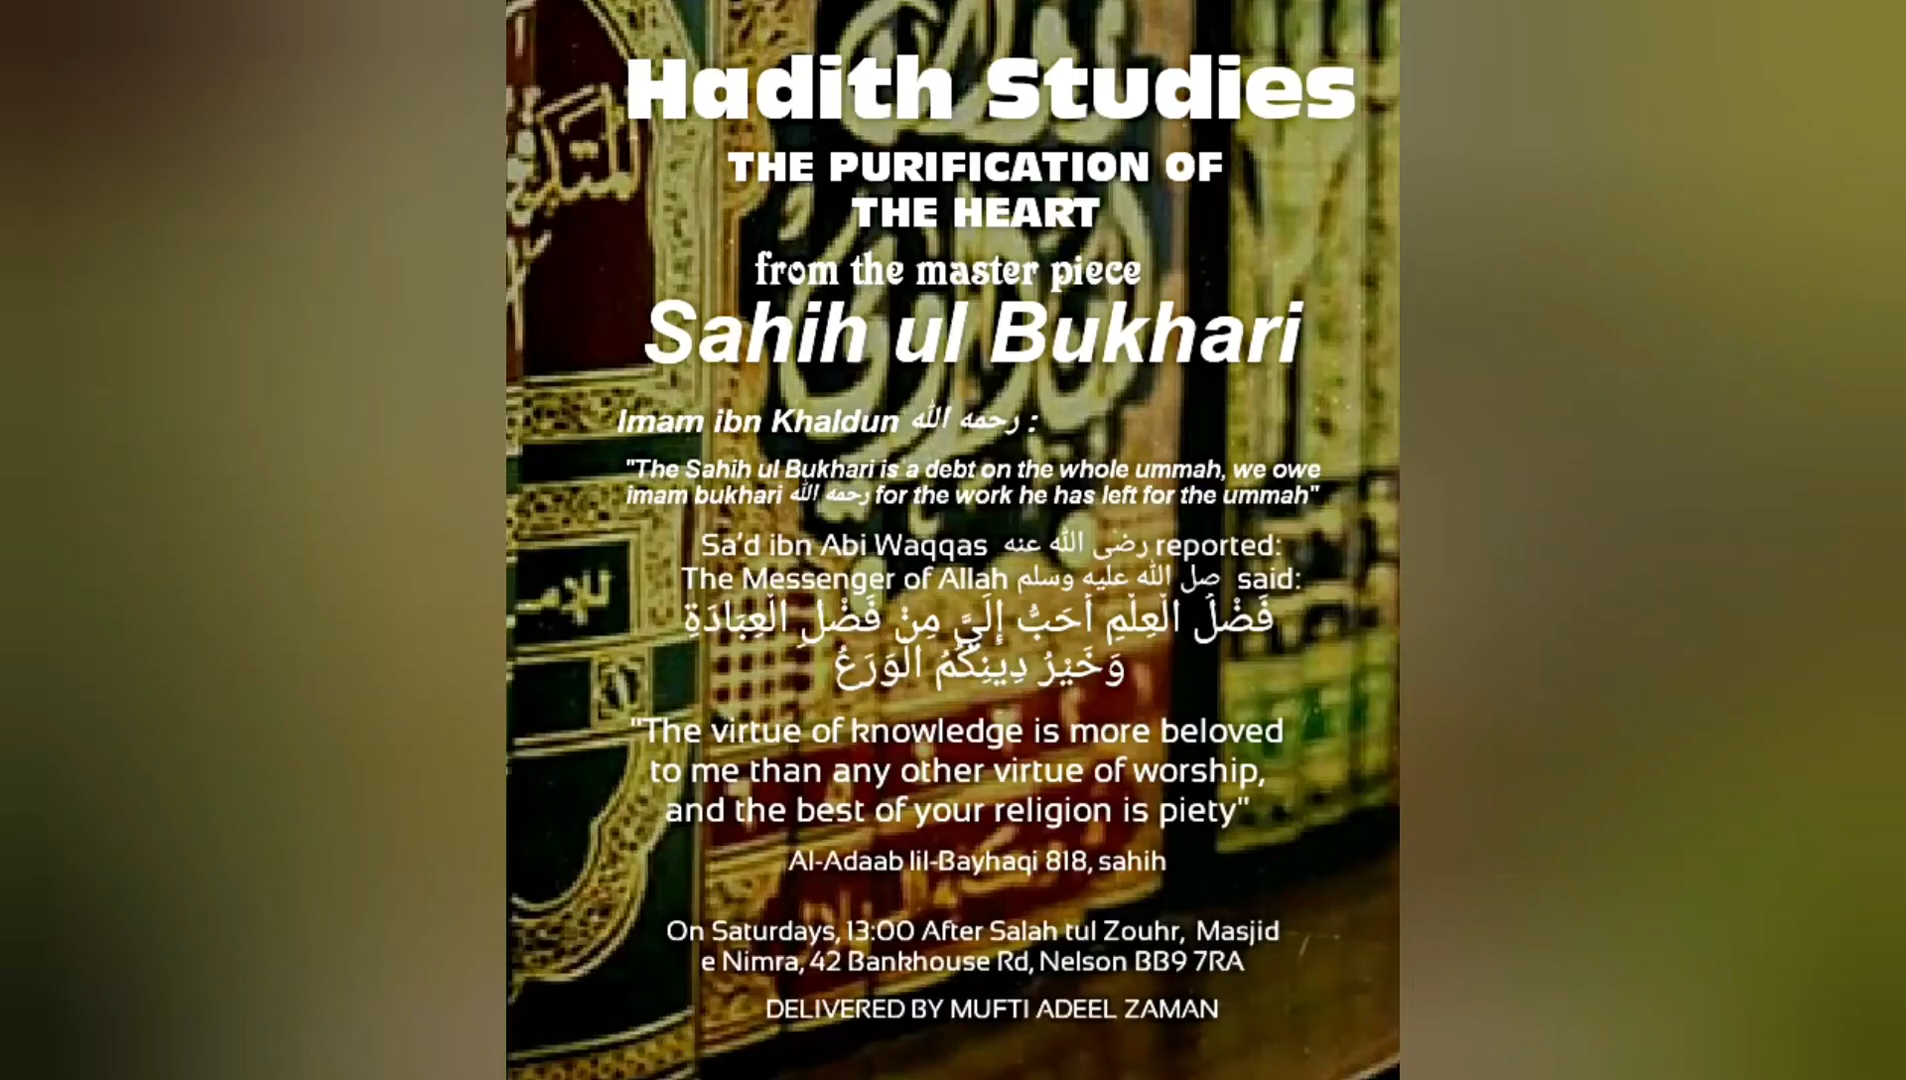 Hadith Studies
THE PURIFICATION OF
THE HEART
from the master piece
Sahih ul Bukhari
Imam ibn Khaldun رحمه الله :
"The Sahih ul Bukhari is a debt on the whole ummah, we owe
imam bukhari رحمه الله for the work he has left for the ummah"
Sa'd ibn Abi Waqqas رضى الله عنه reported:
The Messenger of Allah صل الله عليه وسلم said:
فَضْلُ الْعِلْمِ أَحَبُّ إِلَيَّ مِنْ فَضْلِ الْعِبَادَةِ
وَخَيْرُ دِينِكُمُ الْوَرَعُ
"The virtue of knowledge is more beloved
to me than any other virtue of worship,
and the best of your religion is piety"
Al-Adaab lil-Bayhaqi 818, sahih
On Saturdays, 13:00 After Salah tul Zouhr, Masjid
e Nimra, 42 Bankhouse Rd, Nelson BB9 7RA
DELIVERED BY MUFTI ADEEL ZAMAN